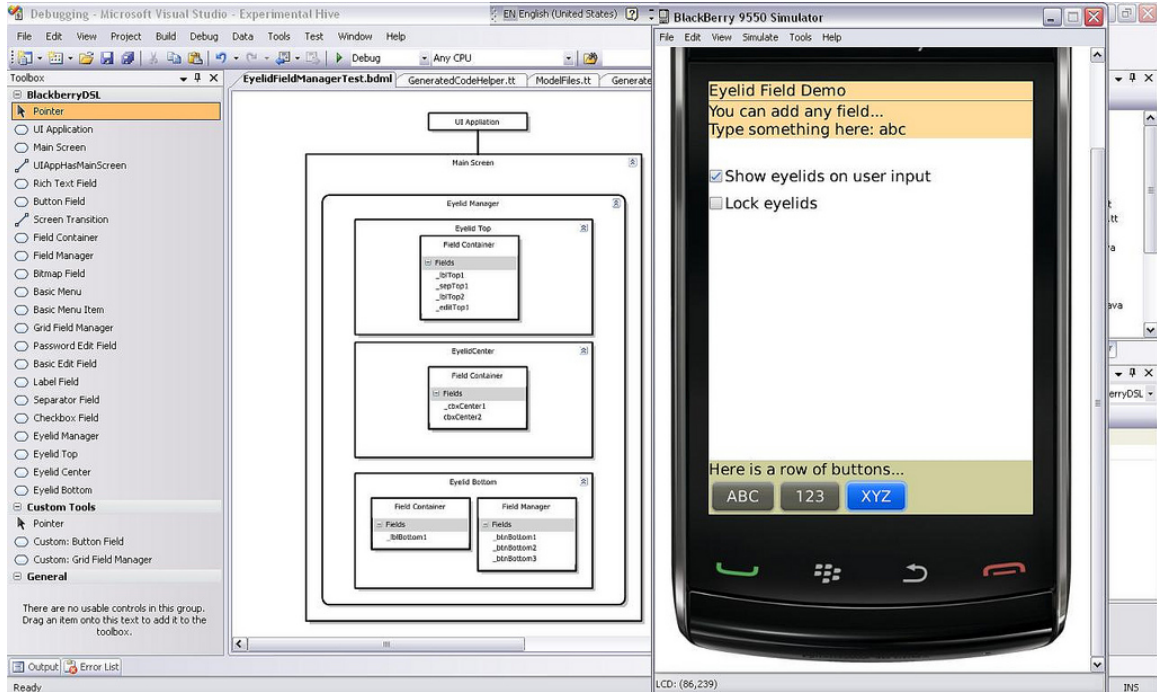 Debugging - Microsoft Visual Studio - Experimental Hive
EN English (United States)
File Edit View Project Build Debug Data Tools Test Window Help
Debug
Any CPU
Toolbox
BlackberryDSL
Pointer
UI Application
Main Screen
UIAppHasMainScreen
Rich Text Field
Button Field
Screen Transition
Field Container
Field Manager
Bitmap Field
Basic Menu
Basic Menu Item
Grid Field Manager
Password Edit Field
Basic Edit Field
Label Field
Separator Field
Checkbox Field
Eyelid Manager
Eyelid Top
Eyelid Center
Eyelid Bottom
Custom Tools
Pointer
Custom: Button Field
Custom: Grid Field Manager
General
There are no usable controls in this group.
Drag an item onto this text to add it to the
toolbox.
Output Error List
Ready
EyelidFieldManagerTest.bdml GeneratedCodeHelper.tt ModelFiles.tt Generate
UI Appliation
Main Screen
Eyelid Manager
Eyelid Top
Field Container
Fields
_lblTop1
_sepTop1
_lblTop2
_editTop1
EyelidCenter
Field Container
Fields
_cbxCenter1
cbxCenter2
Eyelid Bottom
Field Container
Fields
_lblBottom1
Field Manager
Fields
_btnBottom1
_btnBottom2
_btnBottom3
BlackBerry 9550 Simulator
File Edit View Simulate Tools Help
Eyelid Field Demo
You can add any field...
Type something here: abc
Show eyelids on user input
Lock eyelids
Here is a row of buttons...
ABC 123 XYZ
LCD: (86,239)
.tt
ava
erryDSL
INS